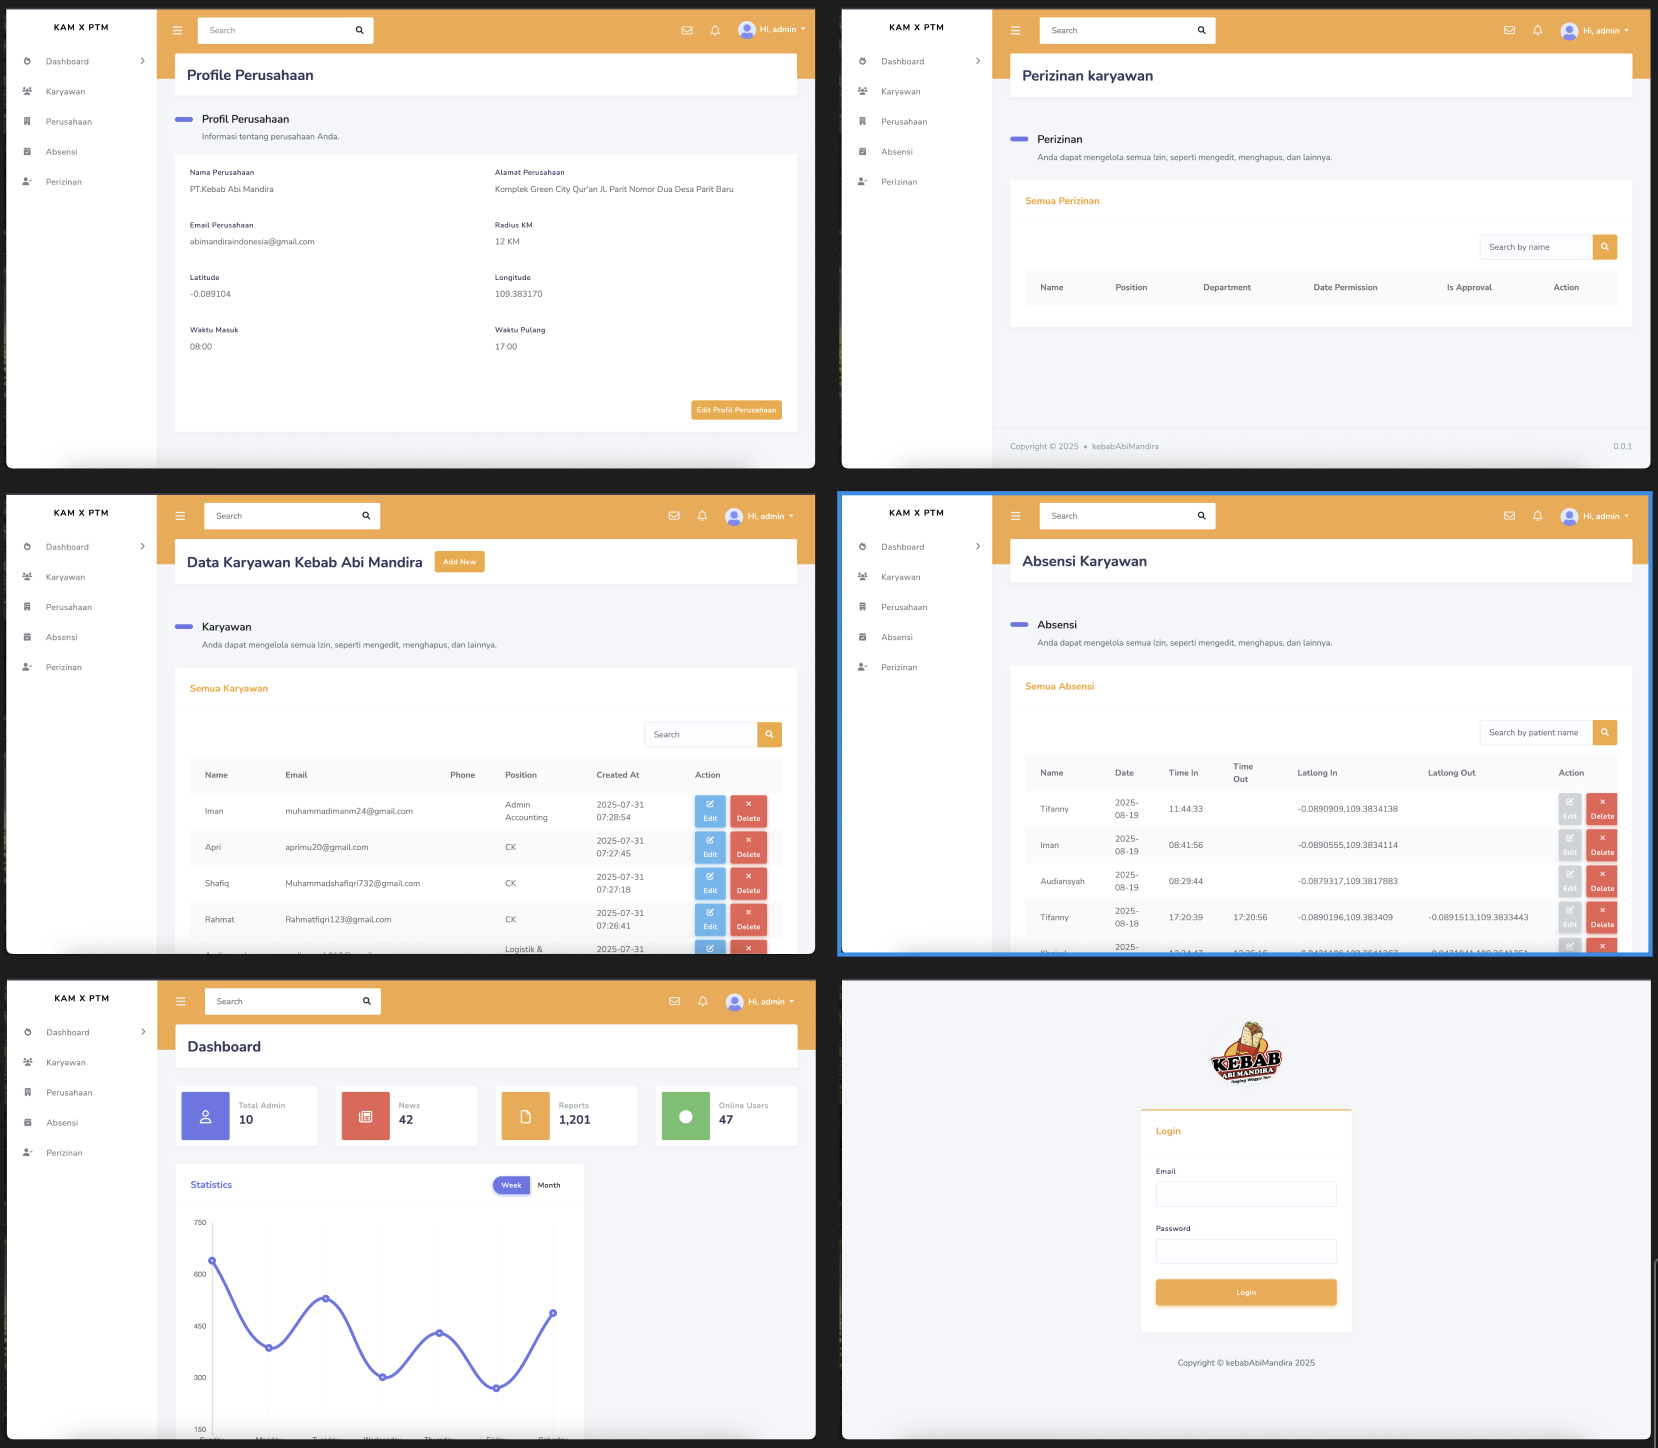 KAM X PTM
Search
Hi, admin
Dashboard
Karyawan
Perusahaan
Absensi
Perizinan
Profile Perusahaan
Profil Perusahaan
Informasi tentang perusahaan Anda.
Nama Perusahaan
PT.Kebab Abi Mandira
Alamat Perusahaan
Komplek Green City Qur'an Jl. Parit Nomor Dua Desa Parit Baru
Email Perusahaan
abimandiraindonesia@gmail.com
Radius KM
12 KM
Latitude
-0.089104
Longitude
109.383170
Waktu Masuk
08:00
Waktu Pulang
17:00
Edit Profil Perusahaan
KAM X PTM
Search
Hi, admin
Dashboard
Karyawan
Perusahaan
Absensi
Perizinan
Perizinan karyawan
Perizinan
Anda dapat mengelola semua Izin, seperti mengedit, menghapus, dan lainnya.
Semua Perizinan
Search by name
Name Position Department Date Permission Is Approval Action
Copyright © 2025 • kebabAbiMandira
0.0.1
KAM X PTM
Search
Hi, admin
Dashboard
Karyawan
Perusahaan
Absensi
Perizinan
Data Karyawan Kebab Abi Mandira
Add New
Karyawan
Anda dapat mengelola semua Izin, seperti mengedit, menghapus, dan lainnya.
Semua Karyawan
Search
Name Email Phone Position Created At Action
Iman muhammadimanm24@gmail.com Admin Accounting 2025-07-31 07:28:54 Edit Delete
Apri aprimu20@gmail.com CK 2025-07-31 07:27:45 Edit Delete
Shafiq Muhammadshafiqri732@gmail.com CK 2025-07-31 07:27:18 Edit Delete
Rahmat Rahmatfiqri123@gmail.com CK 2025-07-31 07:26:41 Edit Delete
Logistik & 2025-07-31
KAM X PTM
Search
Hi, admin
Dashboard
Karyawan
Perusahaan
Absensi
Perizinan
Absensi Karyawan
Absensi
Anda dapat mengelola semua Izin, seperti mengedit, menghapus, dan lainnya.
Semua Absensi
Search by patient name
Name Date Time In Time Out Latlong In Latlong Out Action
Tifanny 2025-08-19 11:44:33 -0.0890909,109.3834138 Edit Delete
Iman 2025-08-19 08:41:56 -0.0890555,109.3834114 Edit Delete
Audiansyah 2025-08-19 08:29:44 -0.0879317,109.3817883 Edit Delete
Tifanny 2025-08-18 17:20:39 17:20:56 -0.0890196,109.383409 -0.0891513,109.3833443 Edit Delete
2025-
KAM X PTM
Search
Hi, admin
Dashboard
Karyawan
Perusahaan
Absensi
Perizinan
Dashboard
Total Admin
10
News
42
Reports
1,201
Online Users
47
Statistics
Week Month
750
600
450
300
150
KEBAB
ABI MANDIRA
Login
Email
Password
Login
Copyright © kebabAbiMandira 2025